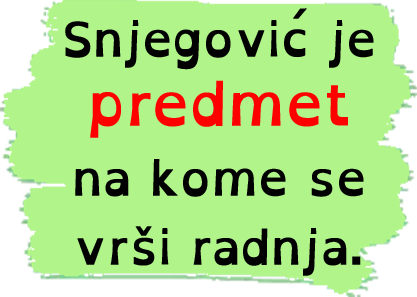 Snjegović je
predmet
na kome se
vrši radnja.